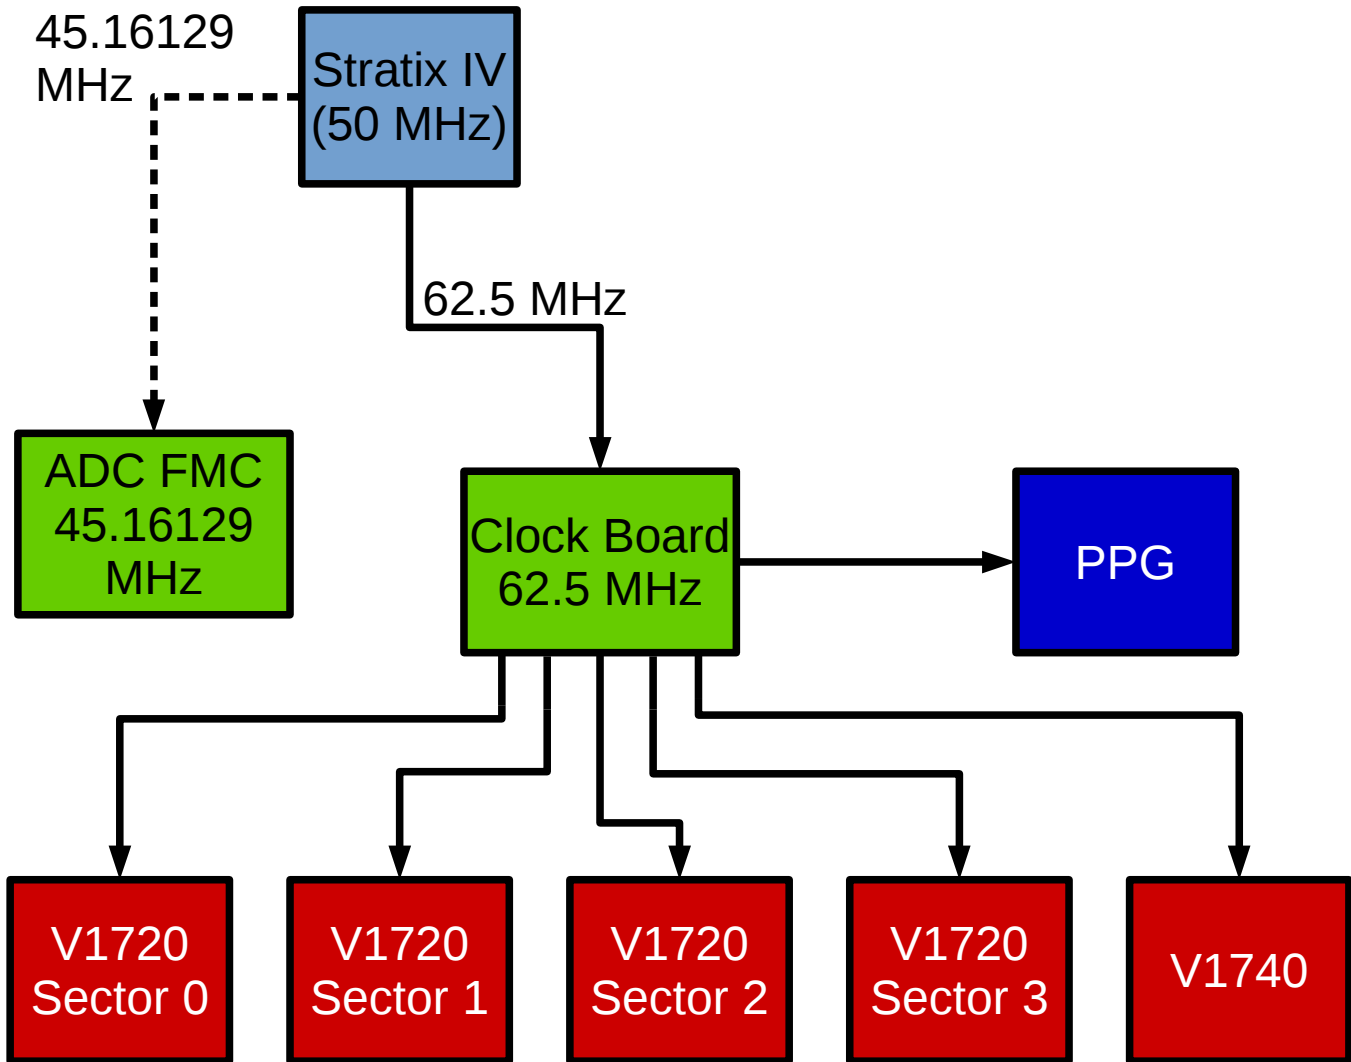 45.16129
MHz
Stratix IV
(50 MHz)
62.5 MHz
ADC FMC
45.16129
MHz
Clock Board
62.5 MHz
PPG
V1720
Sector 0
V1720
Sector 1
V1720
Sector 2
V1720
Sector 3
V1740